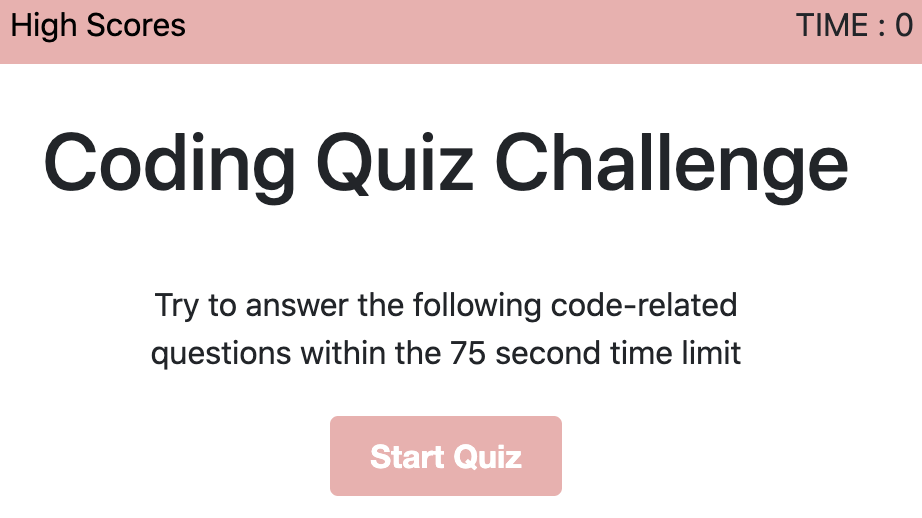 High Scores
TIME : 0
Coding Quiz Challenge
Try to answer the following code-related
questions within the 75 second time limit
Start Quiz